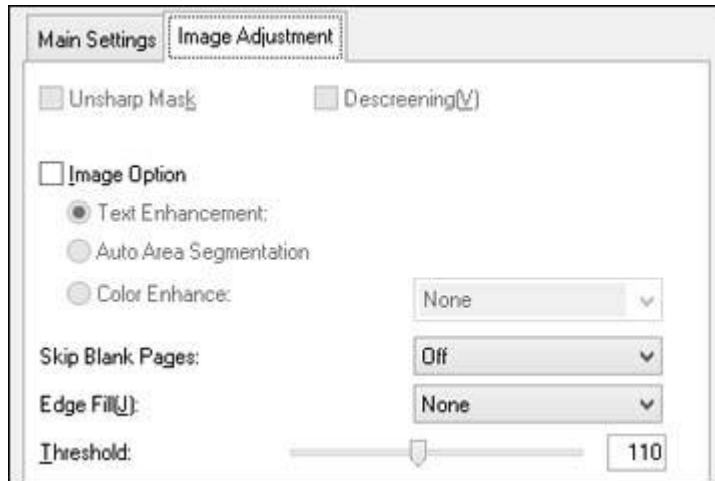 Main Settings Image Adjustment
Unsharp Mask Descreening(V)
Image Option
Text Enhancement:
Auto Area Segmentation
Color Enhance: None
Skip Blank Pages: Off
Edge Fill(J): None
Threshold: 110